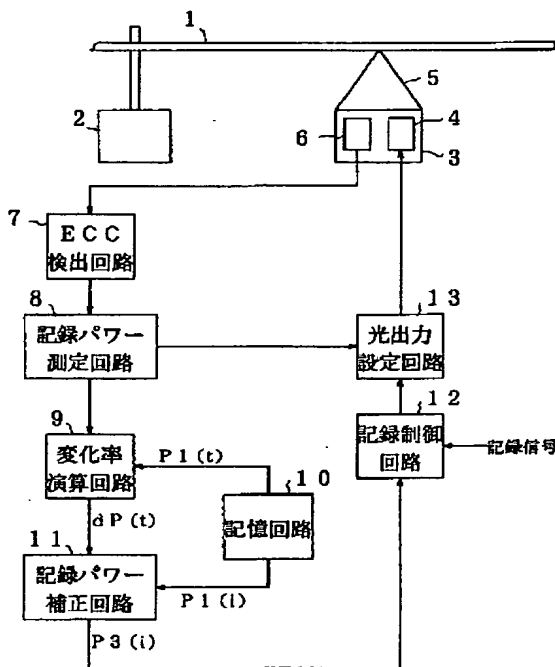 1
2
5
6
4
3
7
ECC
検出回路
8
記録パワー
測定回路
13
光出力
設定回路
12
記録制御
回路
記録信号
9
変化率
演算回路
P1(t)
10
記憶回路
dP(t)
11
記録パワー
補正回路
P1(i)
P3(i)